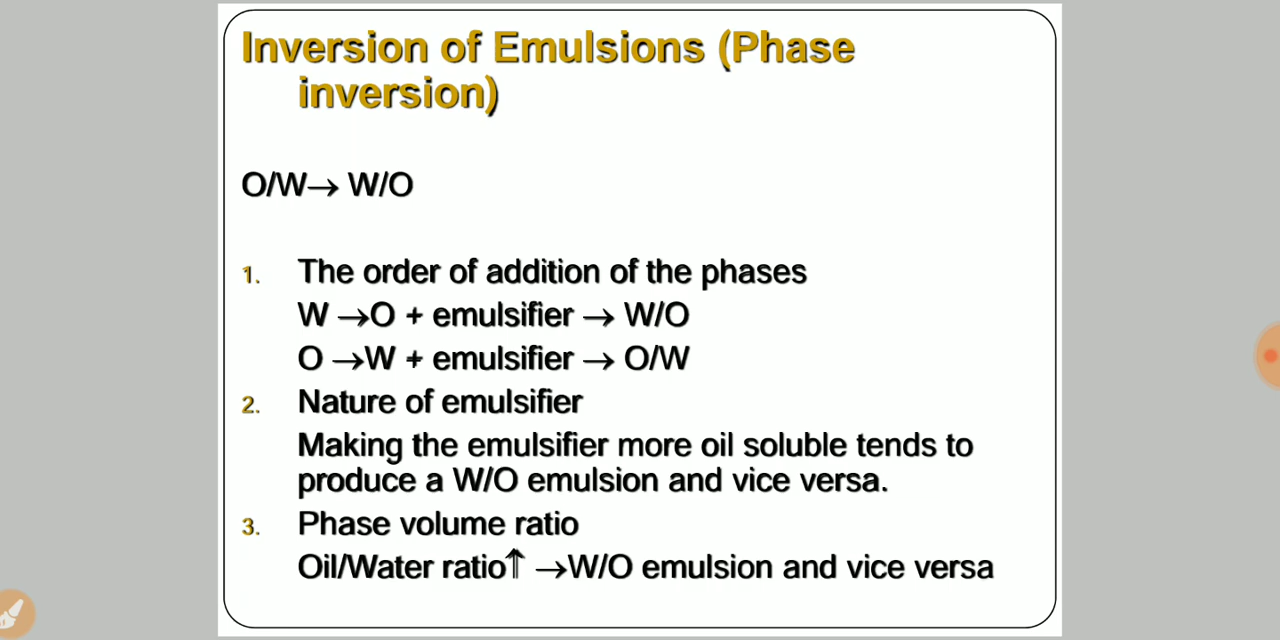 Inversion of Emulsions (Phase
inversion)
O/W→ W/O
1. The order of addition of the phases
W →O + emulsifier → W/O
O →W + emulsifier → O/W
2. Nature of emulsifier
Making the emulsifier more oil soluble tends to
produce a W/O emulsion and vice versa.
3. Phase volume ratio
Oil/Water ratio↑ →W/O emulsion and vice versa